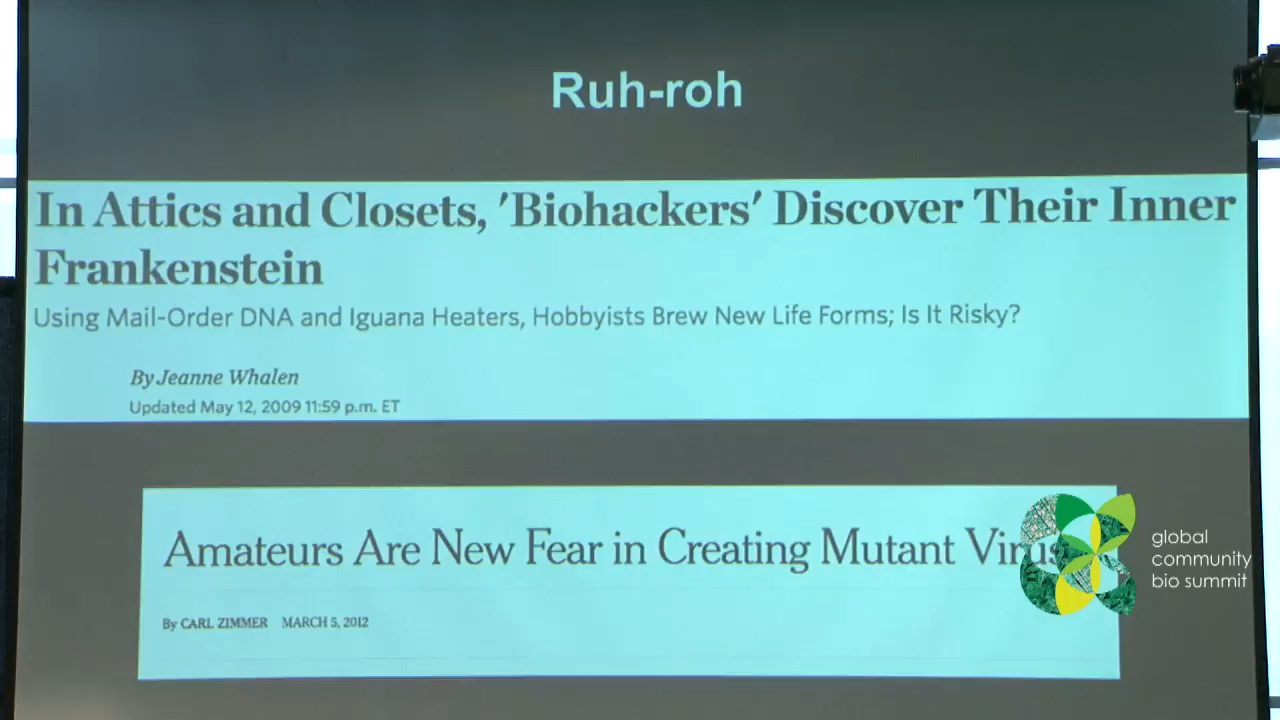 Ruh-roh
In Attics and Closets, 'Biohackers' Discover Their Inner
Frankenstein
Using Mail-Order DNA and Iguana Heaters, Hobbyists Brew New Life Forms; Is It Risky?
By Jeanne Whalen
Updated May 12, 2009 11:59 p.m. ET
Amateurs Are New Fear in Creating Mutant Virus
By CARL ZIMMER MARCH 5, 2012
global
community
bio summit